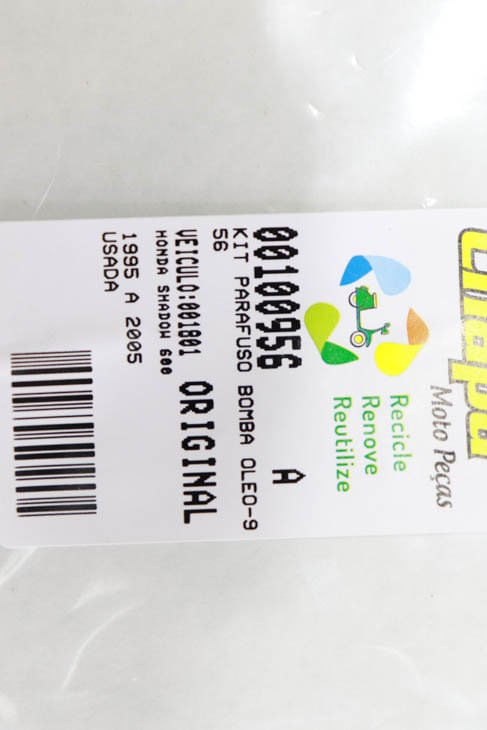 Moto Peças
Recicle
Renove
Reutilize
00100956 A
KIT PARAFUSO BOMBA OLEO-9
56
VEICULO:001801 ORIGINAL
HONDA SHADOW 600
1995 A 2005
USADA